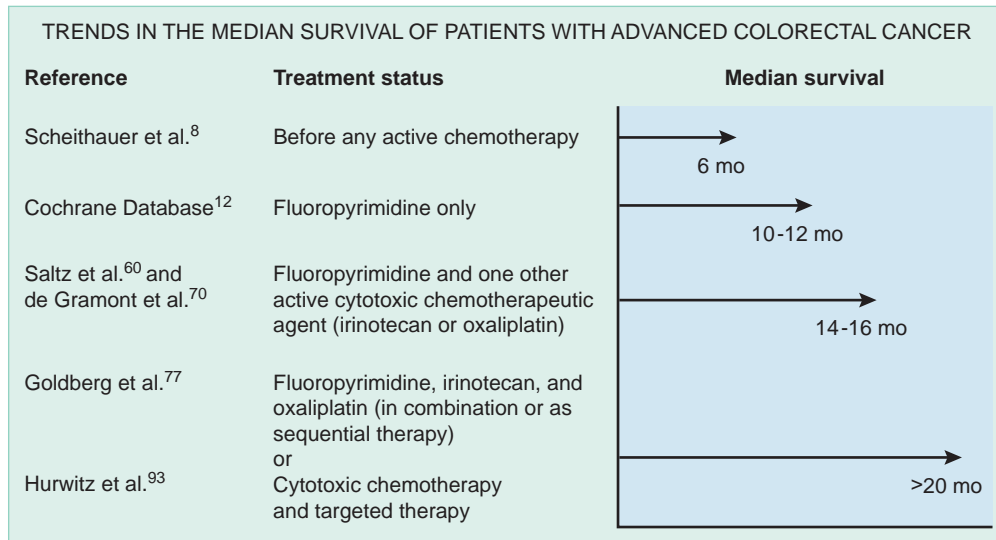 TRENDS IN THE MEDIAN SURVIVAL OF PATIENTS WITH ADVANCED COLORECTAL CANCER
Reference Treatment status Median survival
Scheithauer et al.8 Before any active chemotherapy
6 mo
Cochrane Database12 Fluoropyrimidine only
10-12 mo
Saltz et al.60 and Fluoropyrimidine and one other
de Gramont et al.70 active cytotoxic chemotherapeutic
agent (irinotecan or oxaliplatin) 14-16 mo
Goldberg et al.77 Fluoropyrimidine, irinotecan, and
oxaliplatin (in combination or as
sequential therapy)
or
Hurwitz et al.93 Cytotoxic chemotherapy >20 mo
and targeted therapy